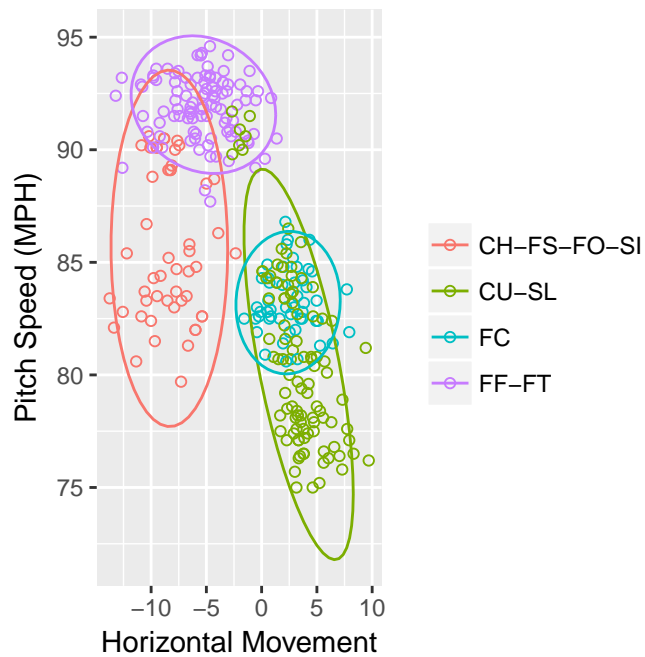 95
90
85
80
75
Pitch Speed (MPH)
−10
−5
0
5
10
Horizontal Movement
CH−FS−FO−SI
CU−SL
FC
FF−FT